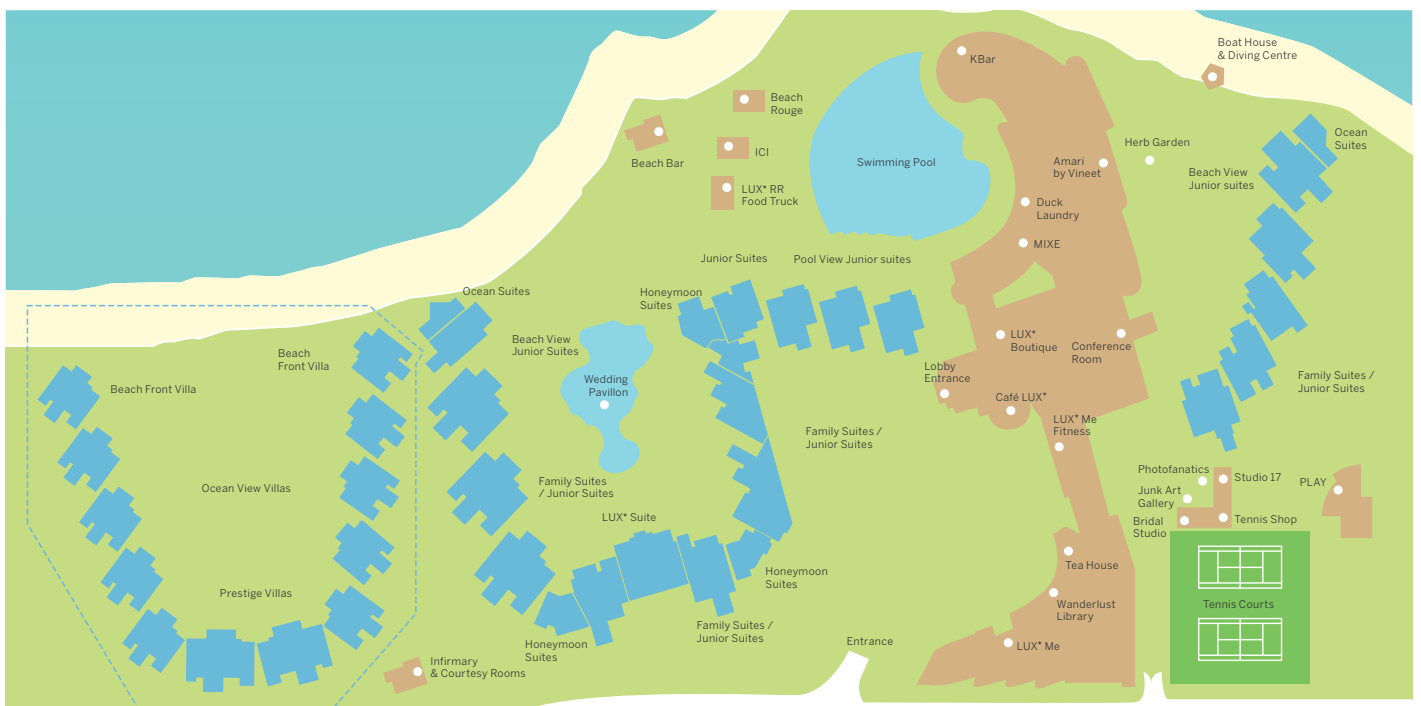 Boat House
& Diving Centre
KBar
Beach
Rouge
Ocean
Suites
Herb Garden
Beach Bar
ICI
Swimming Pool
Amari
by Vineet
Beach View
Junior suites
LUX* RR
Food Truck
Duck
Laundry
MIXE
Junior Suites
Pool View Junior suites
Ocean Suites
Honeymoon
Suites
Beach View
Junior Suites
LUX*
Boutique
Conference
Room
Beach
Front Villa
Lobby
Entrance
Wedding
Pavillon
Beach Front Villa
Family Suites /
Junior Suites
Café LUX*
LUX* Me
Fitness
Family Suites /
Junior Suites
Photofanatics
Studio 17
PLAY
Ocean View Villas
Family Suites
/ Junior Suites
Junk Art
Gallery
LUX* Suite
Bridal
Studio
Tennis Shop
Tea House
Honeymoon
Suites
Prestige Villas
Wanderlust
Library
Tennis Courts
Family Suites /
Junior Suites
Entrance
LUX* Me
Honeymoon
Suites
Infirmary
& Courtesy Rooms